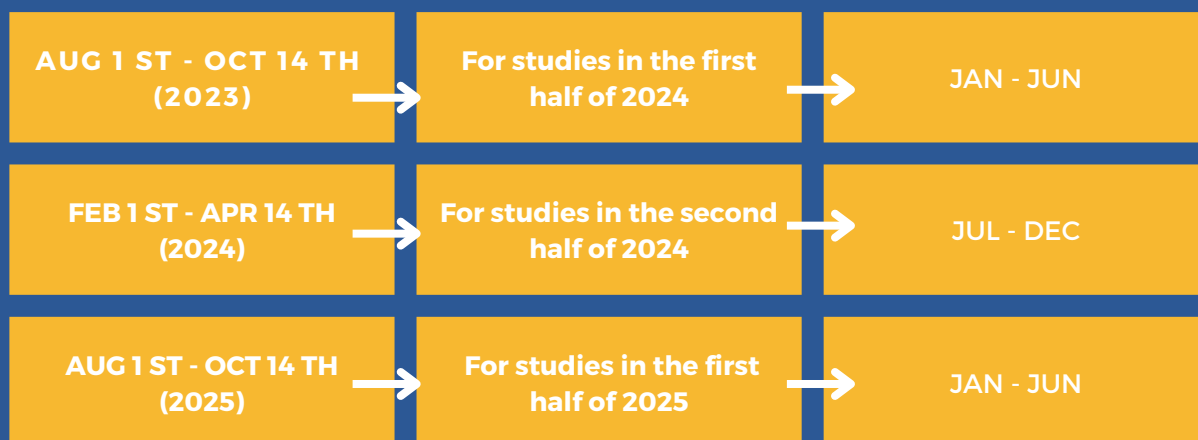 AUG 1 ST - OCT 14 TH
(2023)
For studies in the first
half of 2024
JAN - JUN
FEB 1 ST - APR 14 TH
(2024)
For studies in the second
half of 2024
JUL - DEC
AUG 1 ST - OCT 14 TH
(2025)
For studies in the first
half of 2025
JAN - JUN